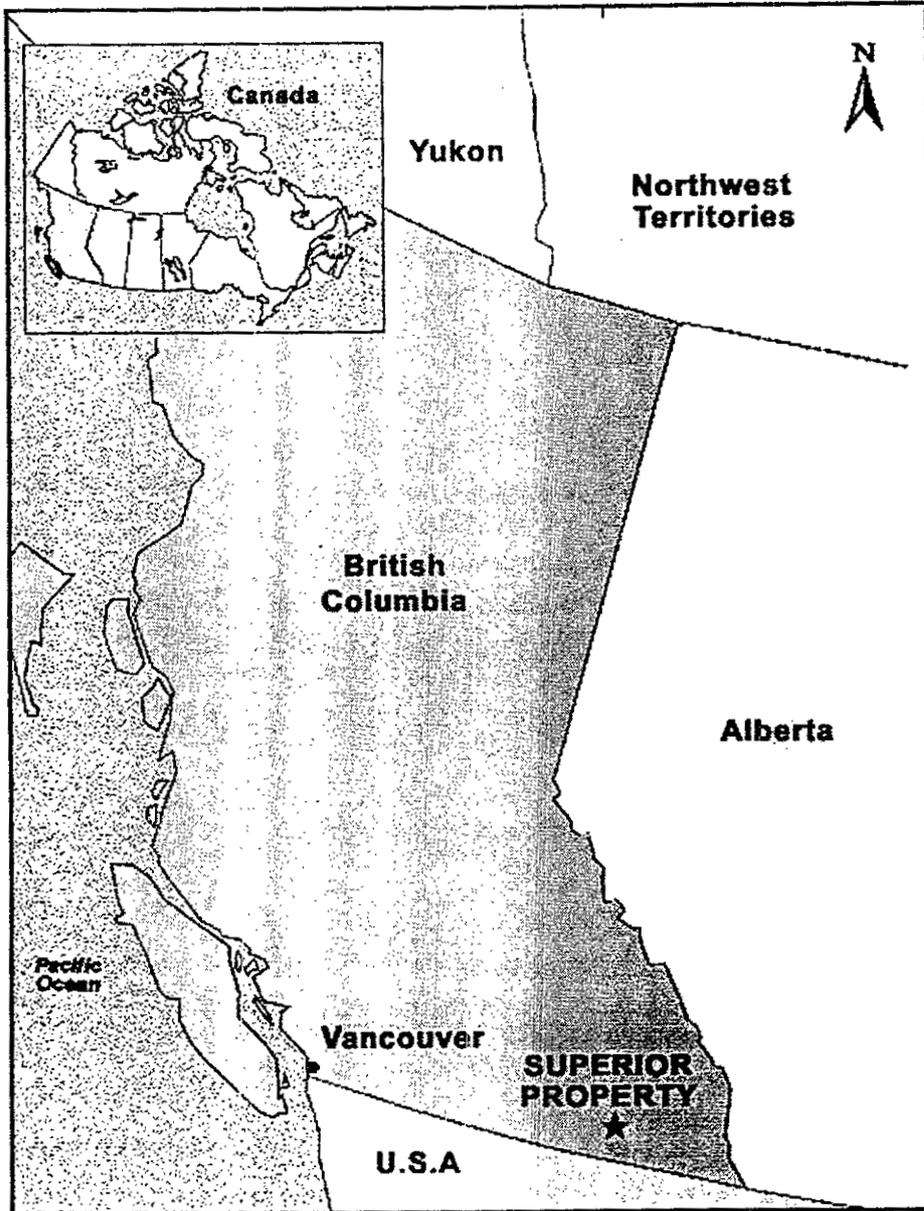 Canada
N
Yukon
Northwest
Territories
British
Columbia
Alberta
Pacific
Ocean
Vancouver
SUPERIOR
PROPERTY
U.S.A